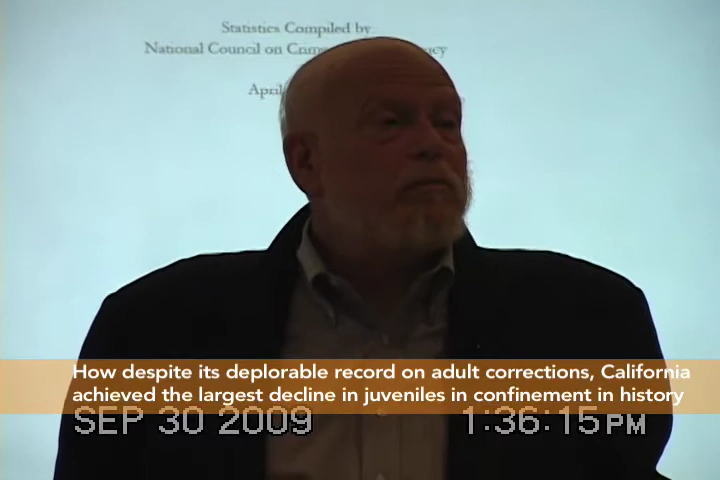 Statistics Compiled by
National Council on Crime
April
How despite its deplorable record on adult corrections, California
achieved the largest decline in juveniles in confinement in history
SEP 30 2009 1:36:15 PM